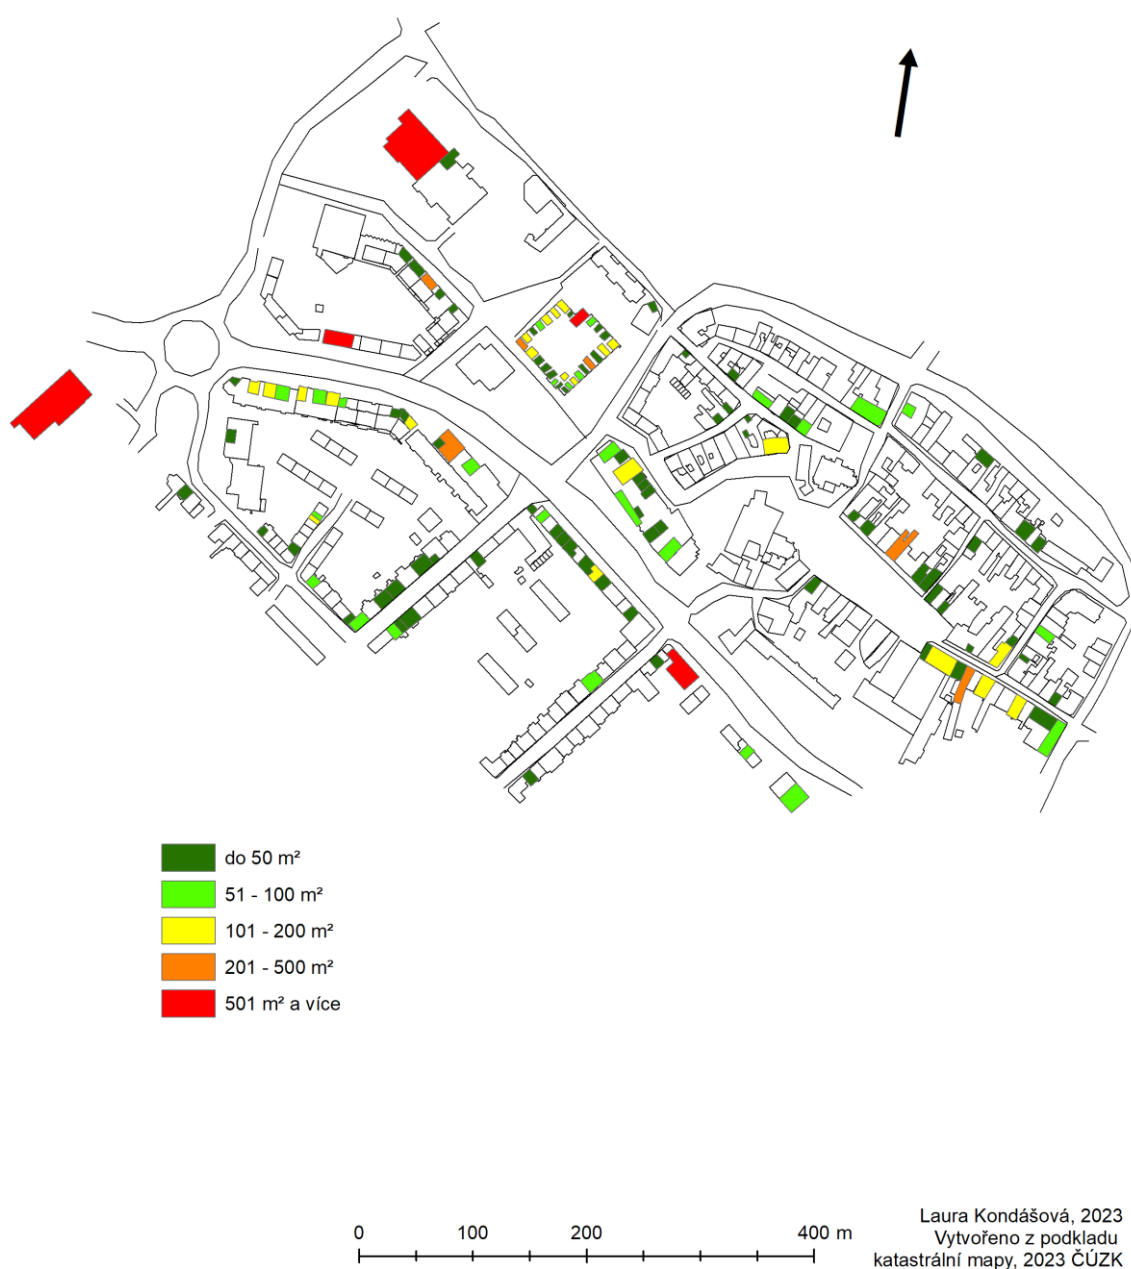 do 50 m²
51 - 100 m²
101 - 200 m²
201 - 500 m²
501 m² a více
0 100 200 400 m
Laura Kondášová, 2023
Vytvořeno z podkladu
katastrální mapy, 2023 ČÚZK